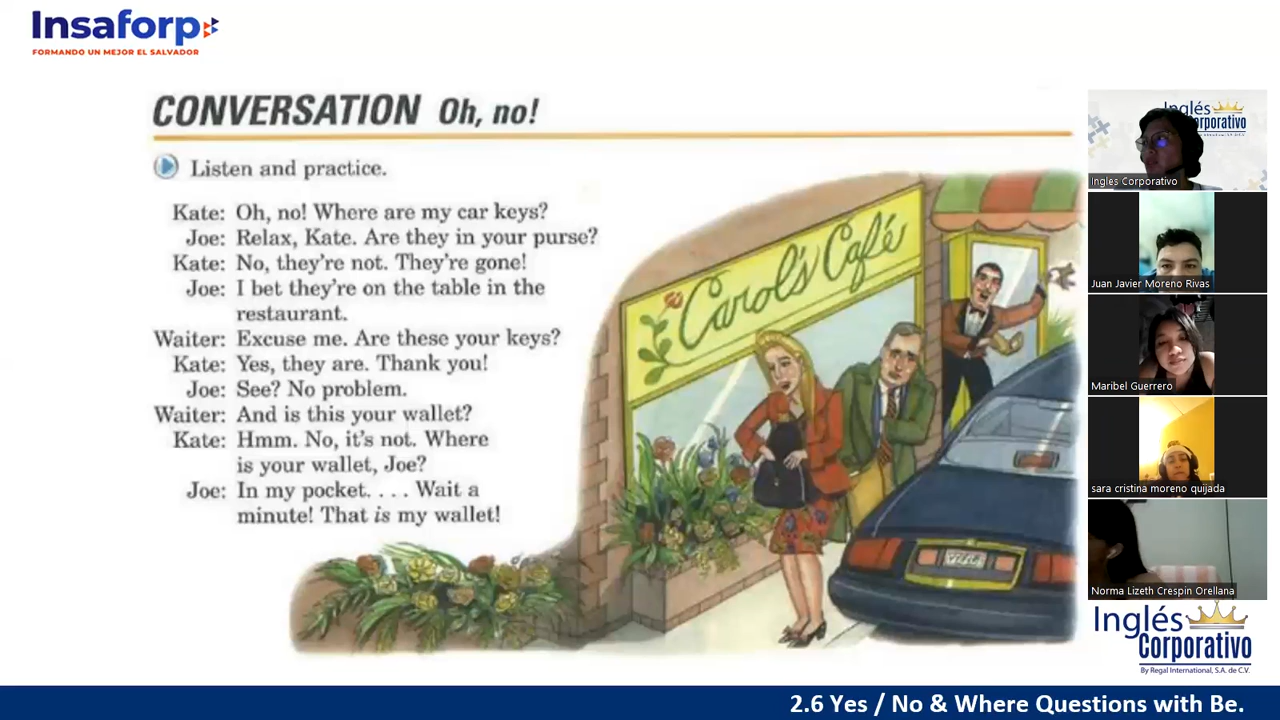 Insaforp
FORMANDO UN MEJOR EL SALVADOR
CONVERSATION Oh, no!
Listen and practice.
Kate: Oh, no! Where are my car keys?
Joe: Relax, Kate. Are they in your purse?
Kate: No, they're not. They're gone!
Joe: I bet they're on the table in the
restaurant.
Waiter: Excuse me. Are these your keys?
Kate: Yes, they are. Thank you!
Joe: See? No problem.
Waiter: And is this your wallet?
Kate: Hmm. No, it's not. Where
is your wallet, Joe?
Joe: In my pocket. . . . Wait a
minute! That is my wallet!
Carol's Café
Inglés
Corporativo
Ingles Corporativo
Juan Javier Moreno Rivas
Maribel Guerrero
sara cristina moreno quijada
Norma Lizeth Crespin Orellana
Inglés
Corporativo
By Regal International, S.A. de C.V.
2.6 Yes / No & Where Questions with Be.